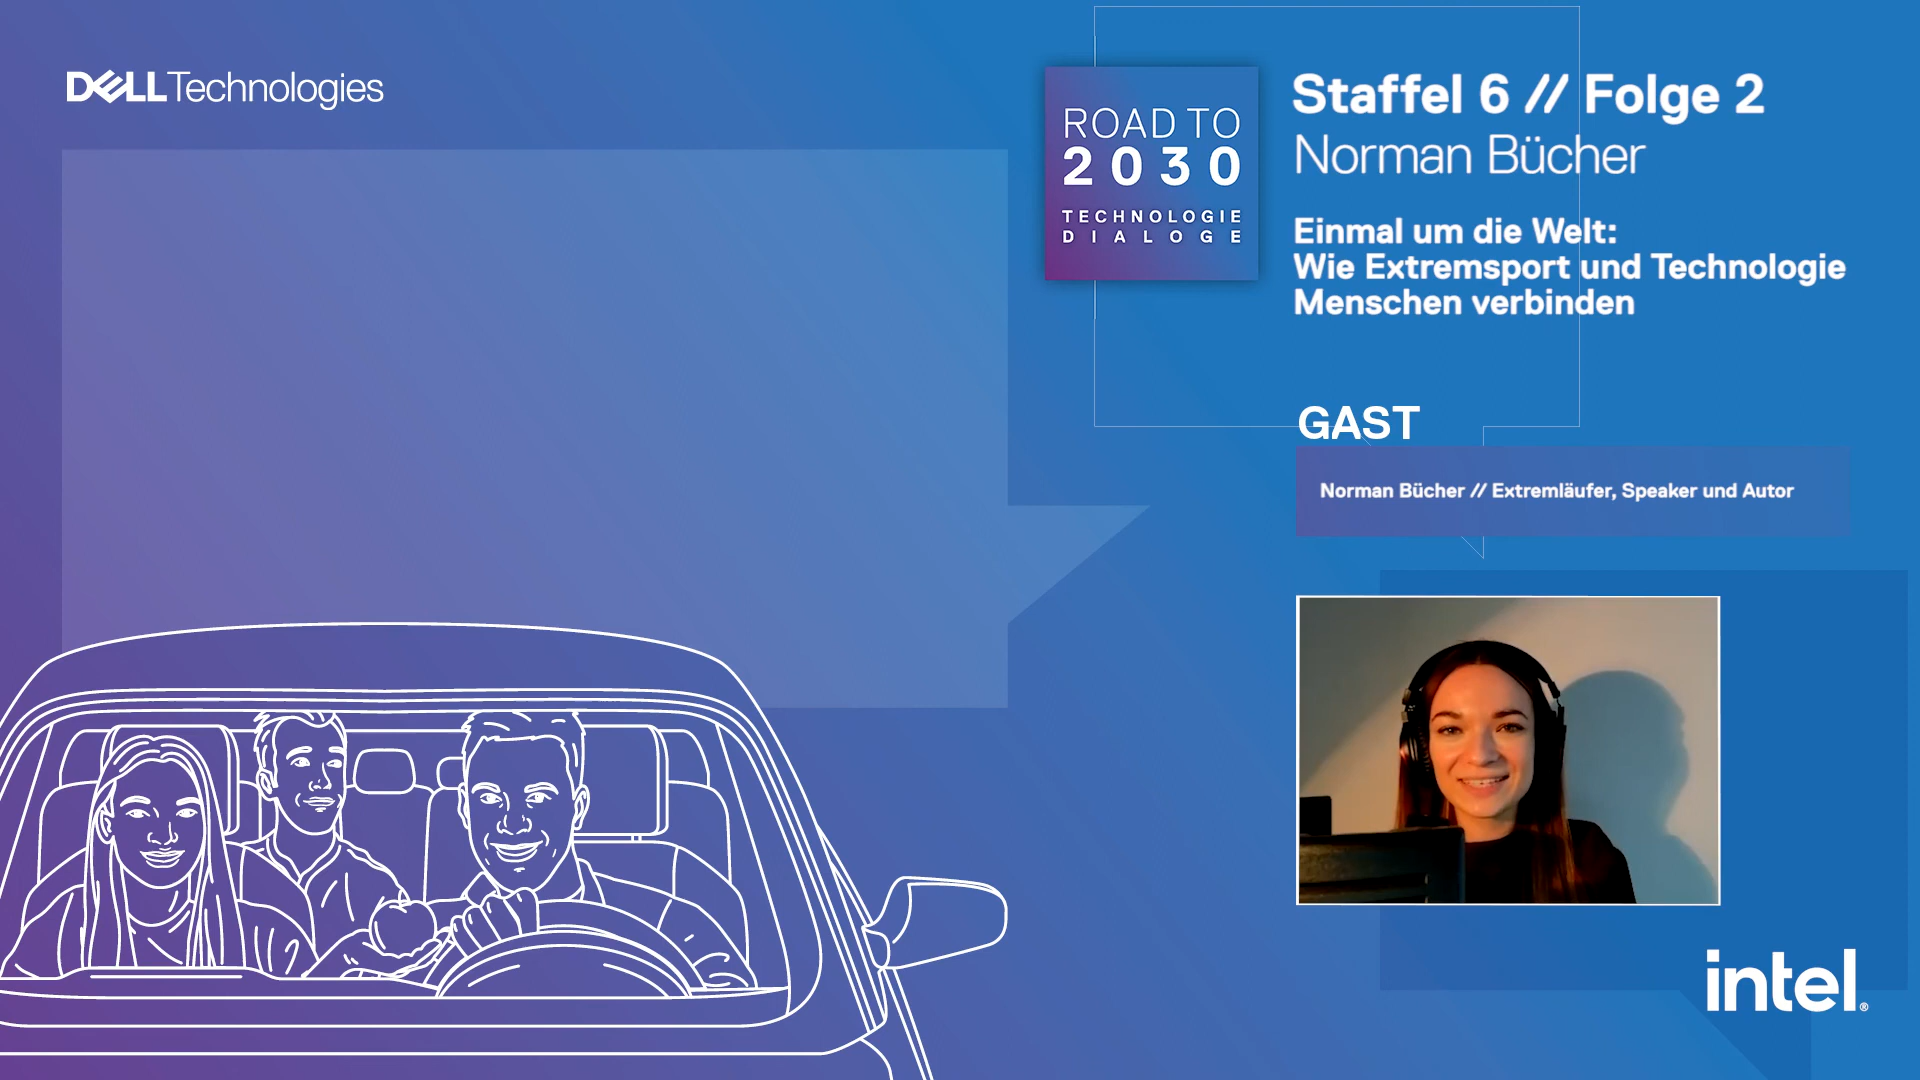 DELL Technologies
ROAD TO
2030
TECHNOLOGIE
DIALOGE
Staffel 6 // Folge 2
Norman Bücher
Einmal um die Welt:
Wie Extremsport und Technologie
Menschen verbinden
GAST
Norman Bücher // Extremläufer, Speaker und Autor
intel®